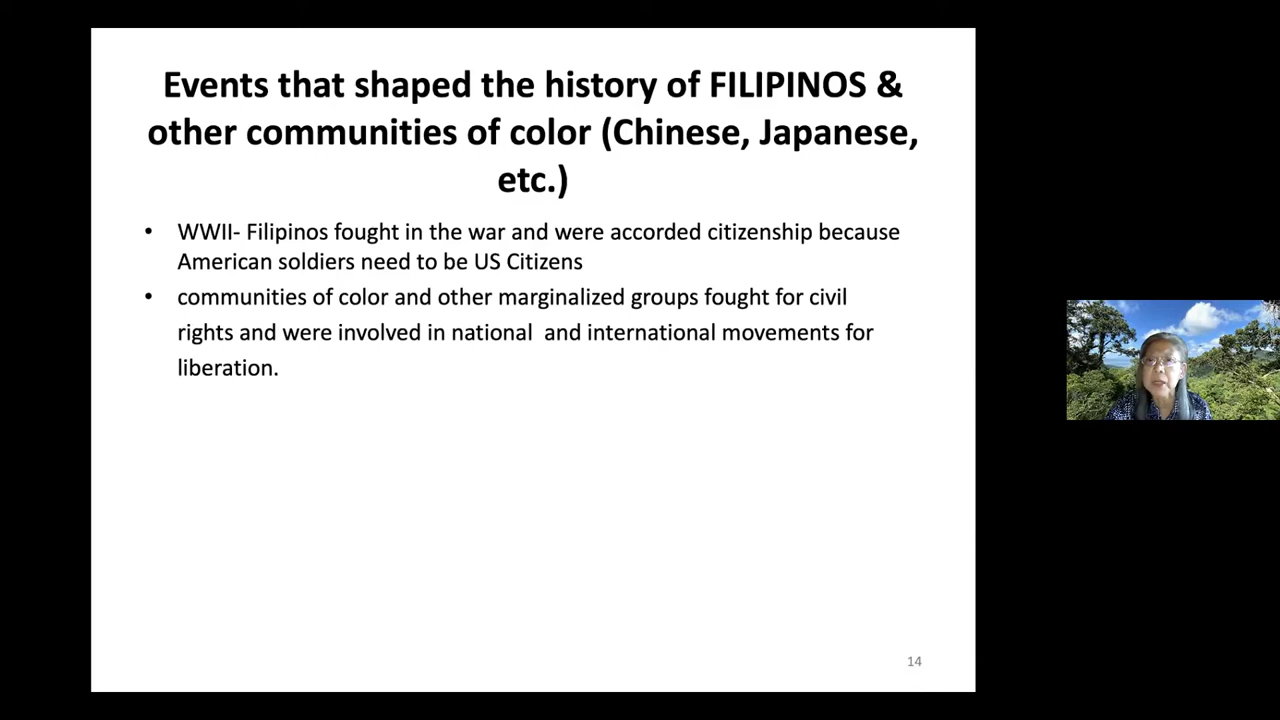 Events that shaped the history of FILIPINOS &
other communities of color (Chinese, Japanese,
etc.)
• WWII- Filipinos fought in the war and were accorded citizenship because
American soldiers need to be US Citizens
• communities of color and other marginalized groups fought for civil
rights and were involved in national  and international movements for
liberation.
14